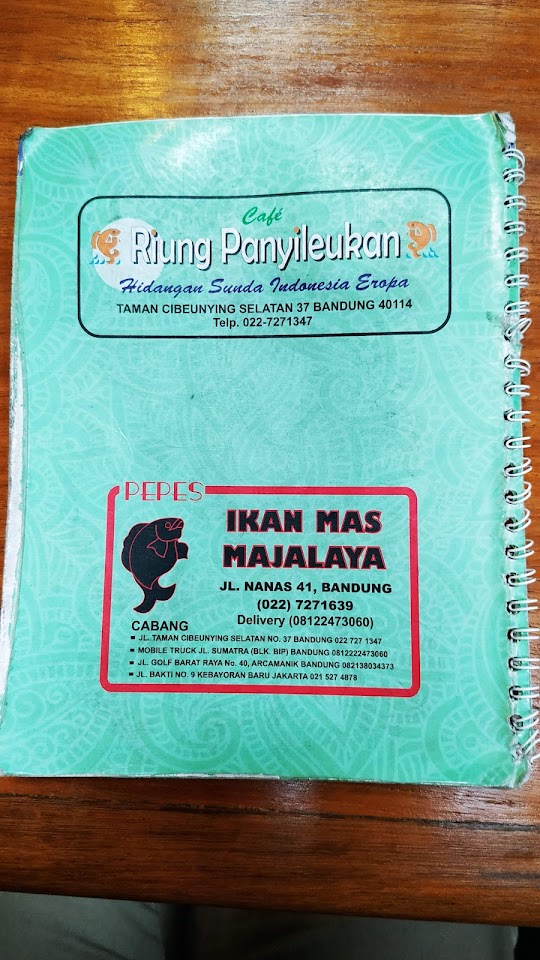 Café
Riung Panyileukan
Hidangan Sunda Indonesia Eropa
TAMAN CIBEUNYING SELATAN 37 BANDUNG 40114
Telp. 022-7271347
PEPES
IKAN MAS
MAJALAYA
JL. NANAS 41, BANDUNG
(022) 7271639
Delivery (08122473060)
CABANG
JL. TAMAN CIBEUNYING SELATAN NO. 37 BANDUNG 022 727 1347
MOBILE TRUCK JL. SUMATRA (BLK. BIP) BANDUNG 0812222473060
JL. GOLF BARAT RAYA No. 40, ARCAMANIK BANDUNG 082138034373
JL. BAKTI NO. 9 KEBAYORAN BARU JAKARTA 021 527 4878